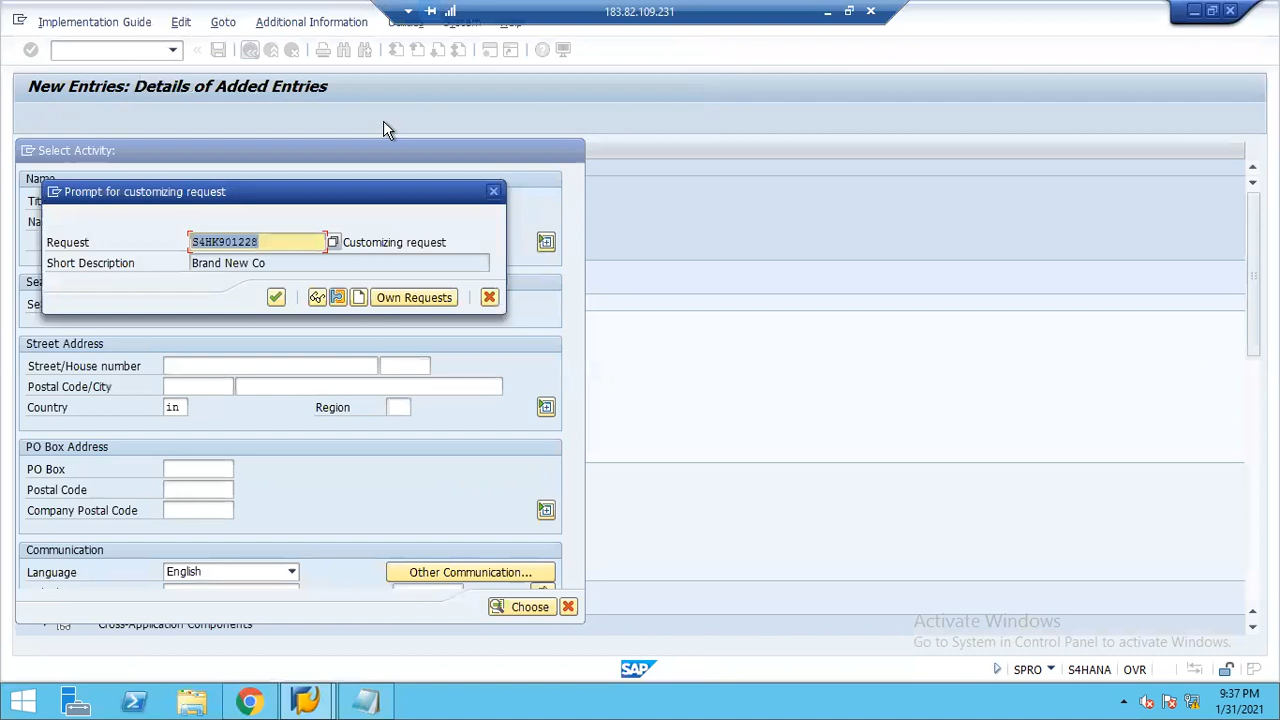 183.82.109.231
Implementation Guide Edit Goto Additional Information
New Entries: Details of Added Entries
Select Activity:
Prompt for customizing request
Request S4HK901228 Customizing request
Short Description Brand New Co
Own Requests
Street Address
Street/House number
Postal Code/City
Country in Region
PO Box Address
PO Box
Postal Code
Company Postal Code
Communication
Language English Other Communication...
Choose
Cross-Application Components
Activate Windows
Go to System in Control Panel to activate Windows.
SAP SPRO S4HANA OVR
9:37 PM
1/31/2021